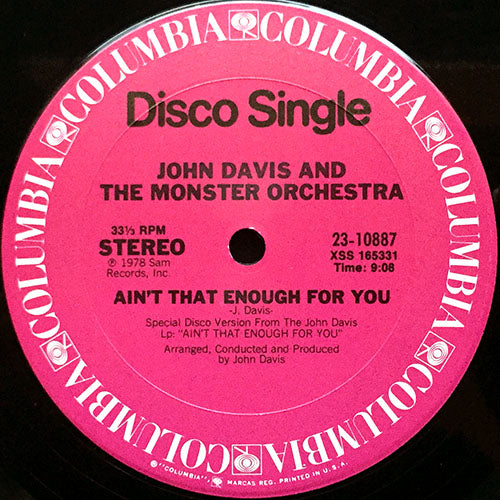 COLUMBIA COLUMBIA COLUMBIA COLUMBIA COLUMBIA COLUMBIA
Disco Single
JOHN DAVIS AND
THE MONSTER ORCHESTRA
33⅓ RPM
STEREO
℗ 1978 Sam
Records, Inc.
23-10887
XSS 165331
Time: 9:08
AIN'T THAT ENOUGH FOR YOU
-J. Davis-
Special Disco Version From The John Davis
Lp: "AIN'T THAT ENOUGH FOR YOU"
Arranged, Conducted and Produced
by John Davis
®"COLUMBIA", MARCAS REG. PRINTED IN U.S.A.